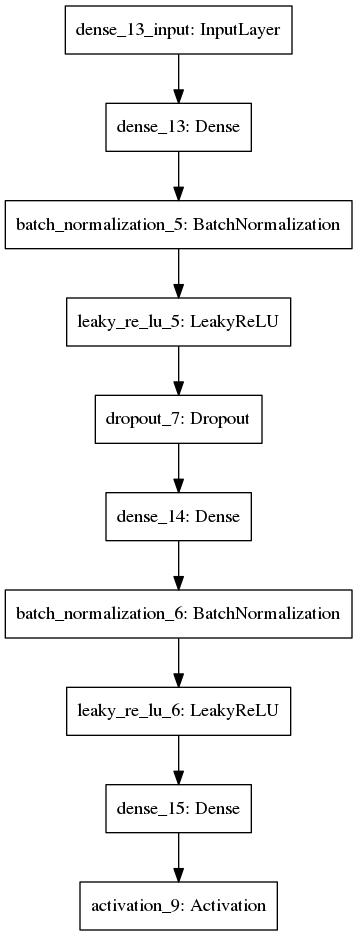 dense_13_input: InputLayer
dense_13: Dense
batch_normalization_5: BatchNormalization
leaky_re_lu_5: LeakyReLU
dropout_7: Dropout
dense_14: Dense
batch_normalization_6: BatchNormalization
leaky_re_lu_6: LeakyReLU
dense_15: Dense
activation_9: Activation